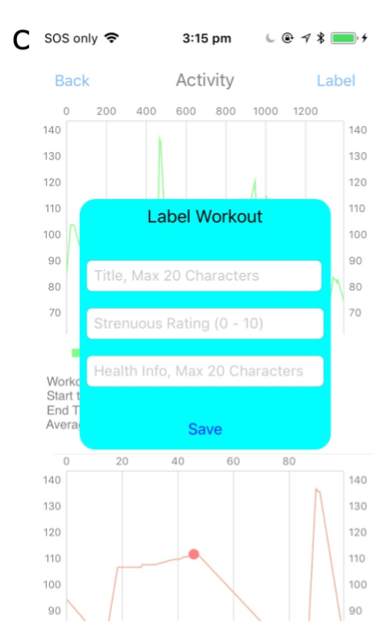 C
SOS only 3:15 pm
Back Activity Label
0 200 400 600 800 1000 1200
140 140
130 130
120 120
110 110
Label Workout
100 100
90 90
Title, Max 20 Characters
80 80
70 70
Strenuous Rating (0 - 10)
Health Info, Max 20 Characters
Worko
Start t
End T
Avera
Save
0 20 40 60 80
140 140
130 130
120 120
110 110
100 100
90 90